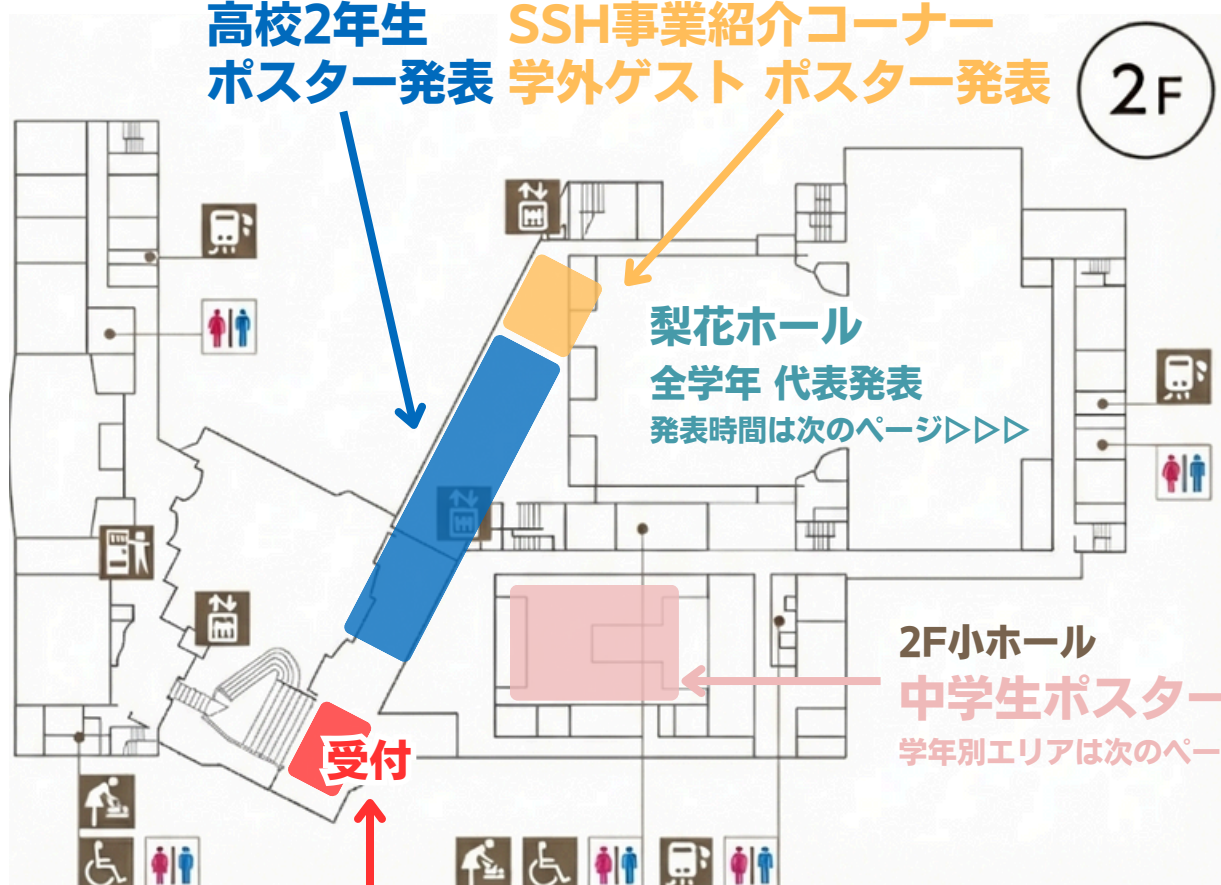 高校2年生
ポスター発表
SSH事業紹介コーナー
学外ゲスト ポスター発表
2F
梨花ホール
全学年 代表発表
発表時間は次のページ▷▷▷
2F小ホール
中学生ポスター
学年別エリアは次のペー
受付